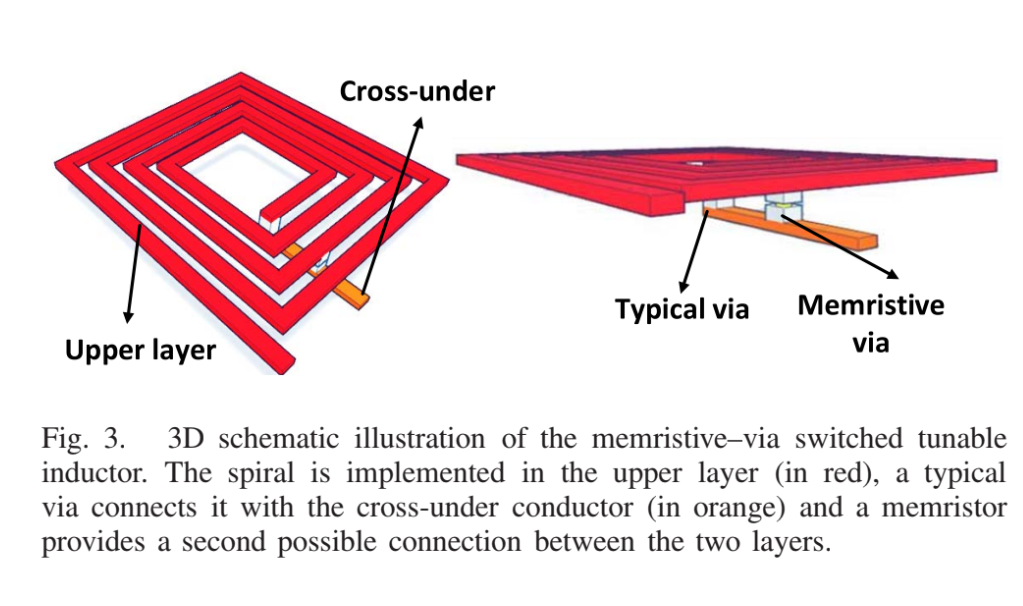 Cross-under
Upper layer
Typical via
Memristive
via
Fig. 3. 3D schematic illustration of the memristive–via switched tunable
inductor. The spiral is implemented in the upper layer (in red), a typical
via connects it with the cross-under conductor (in orange) and a memristor
provides a second possible connection between the two layers.